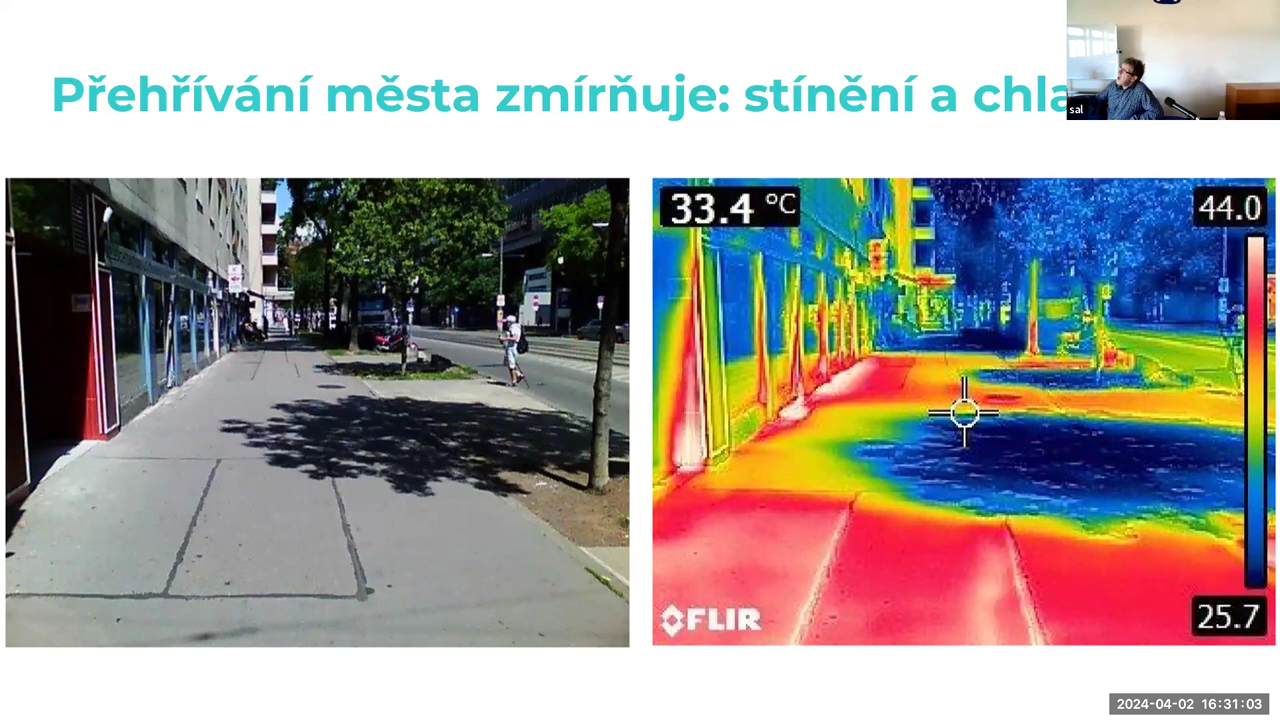 Přehřívání města zmírňuje: stínění a chla
sal
33.4 °C
44.0
FLIR
25.7
2024-04-02 16:31:03